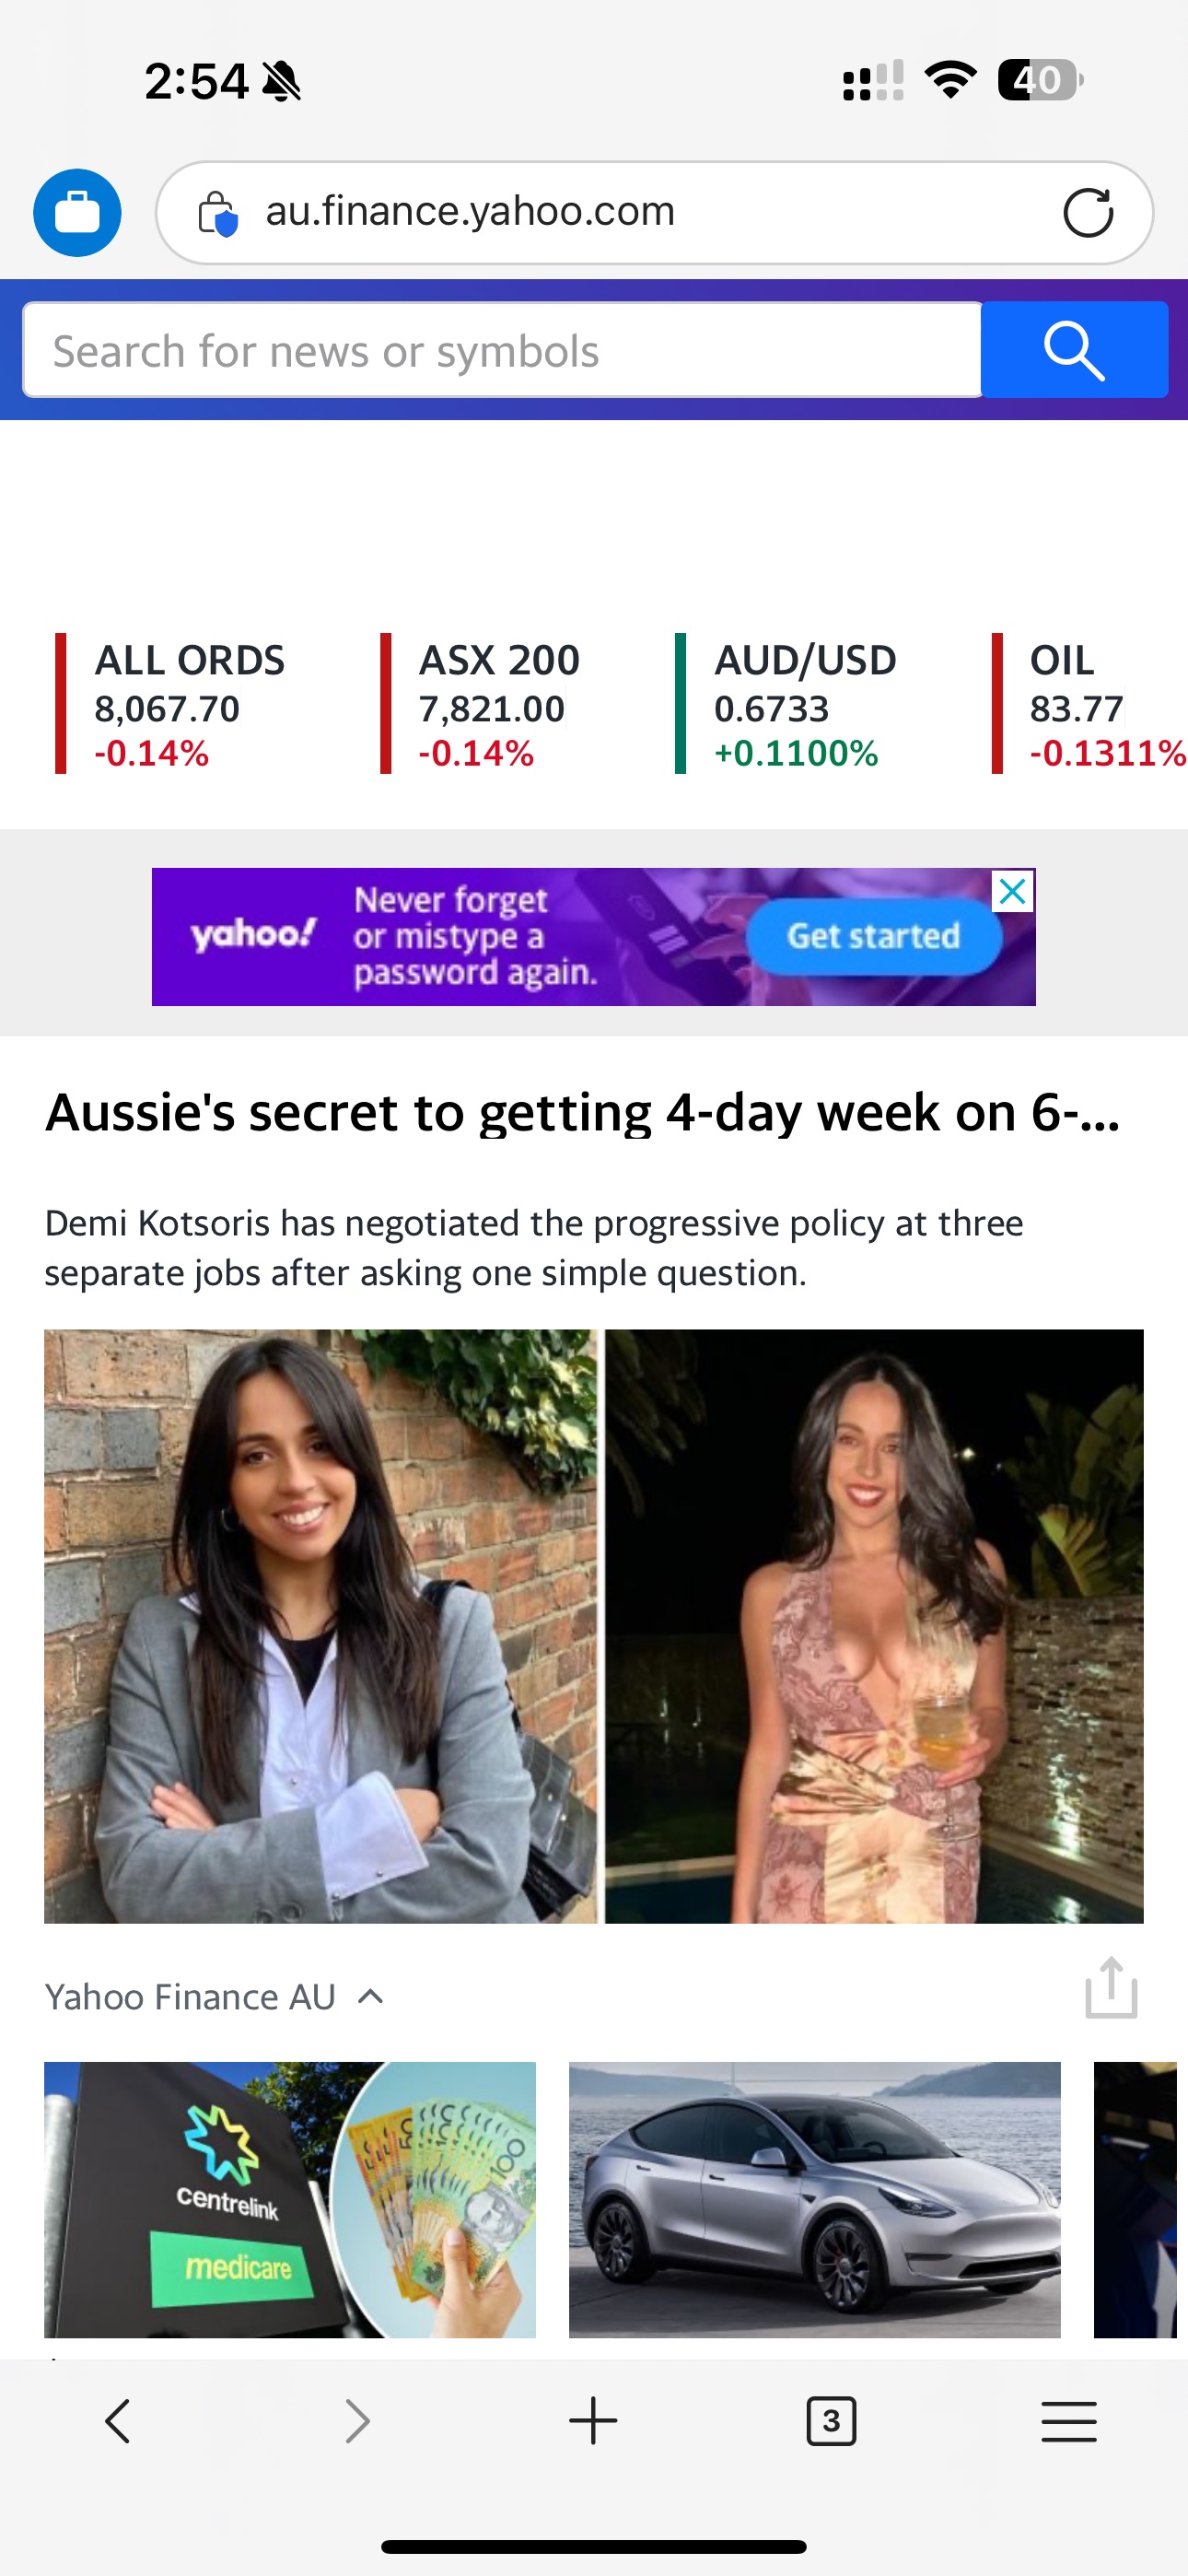 2:54
40
au.finance.yahoo.com
Search for news or symbols
ALL ORDS
8,067.70
-0.14%
ASX 200
7,821.00
-0.14%
AUD/USD
0.6733
+0.1100%
OIL
83.77
-0.1311%
yahoo!
Never forget
or mistype a
password again.
Get started
Aussie's secret to getting 4-day week on 6-...
Demi Kotsoris has negotiated the progressive policy at three
separate jobs after asking one simple question.
Yahoo Finance AU
centrelink
medicare
50
100
100
3